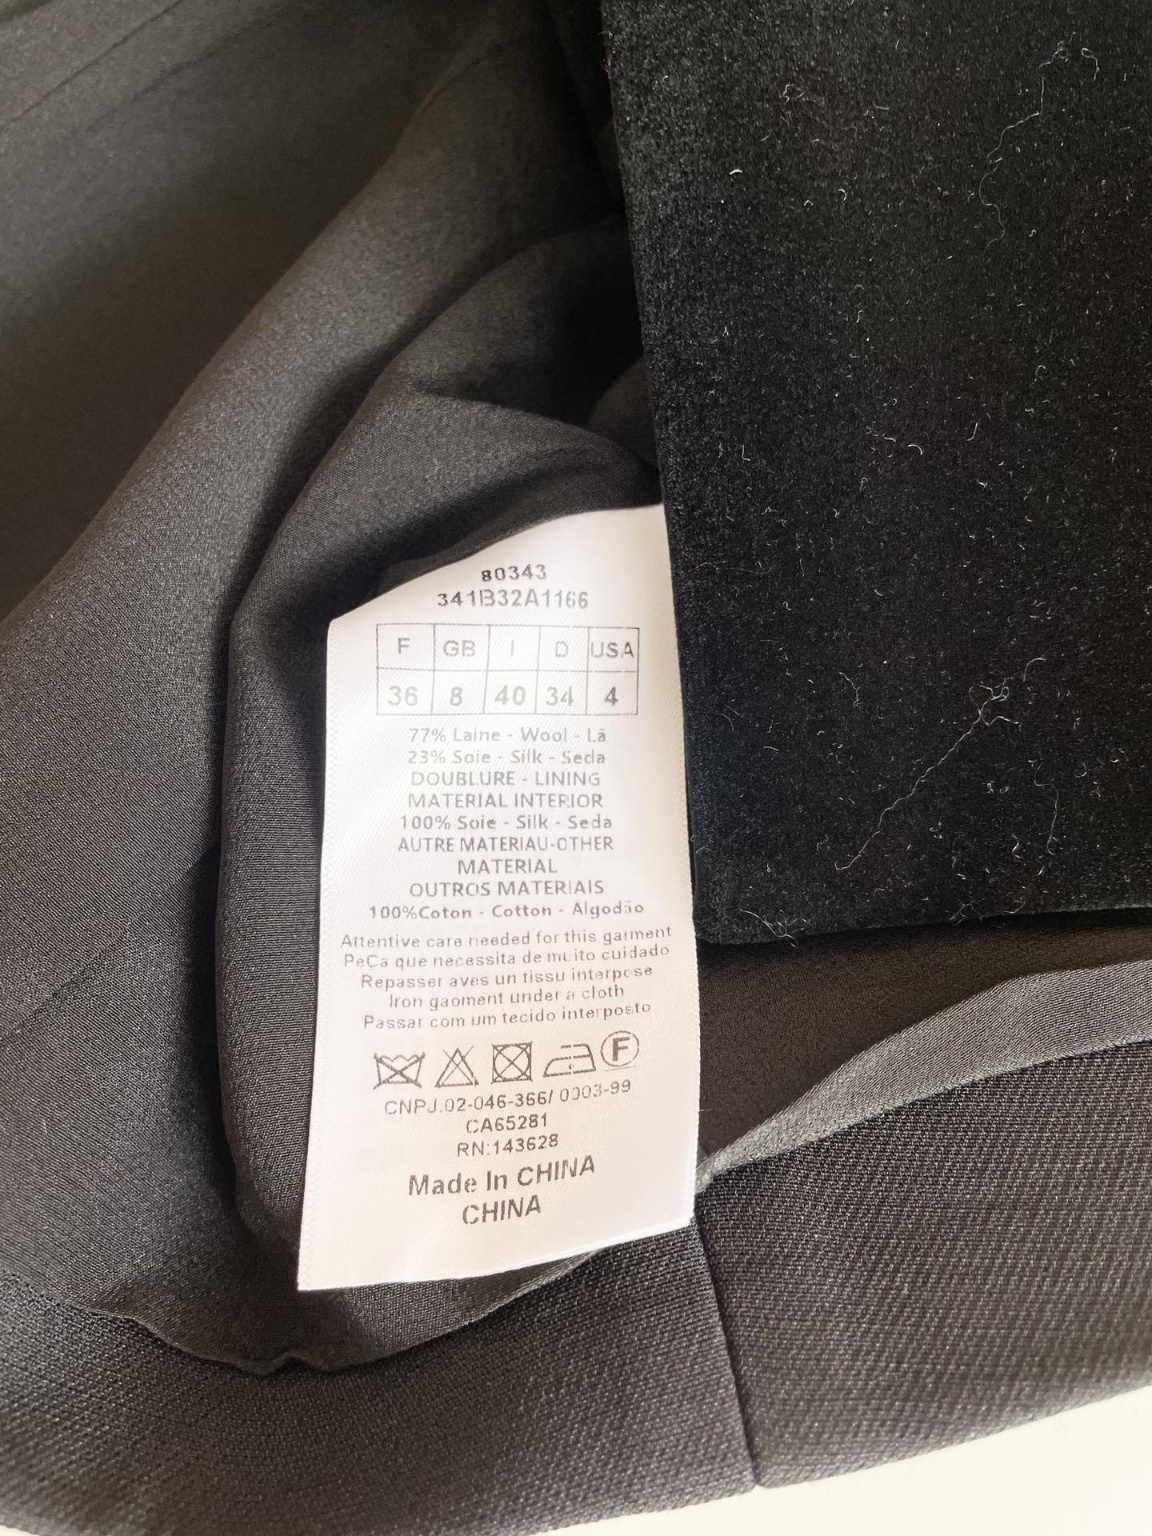 80343
341B32A1166
F GB I D USA
36 8 40 34 4
77% Laine - Wool - Lã
23% Soie - Silk - Seda
DOUBLURE - LINING
MATERIAL INTERIOR
100% Soie - Silk - Seda
AUTRE MATERIAU-OTHER
MATERIAL
OUTROS MATERIAIS
100%Coton - Cotton - Algodão
Attentive care needed for this garment
PeCa que necessita de muito cuidado
Repasser aves un tissu interpose
Iron gaoment under a cloth
Passar com um tecido interposto
F
CNPJ.02-046-366/ 0003-99
CA65281
RN:143628
Made In CHINA
CHINA